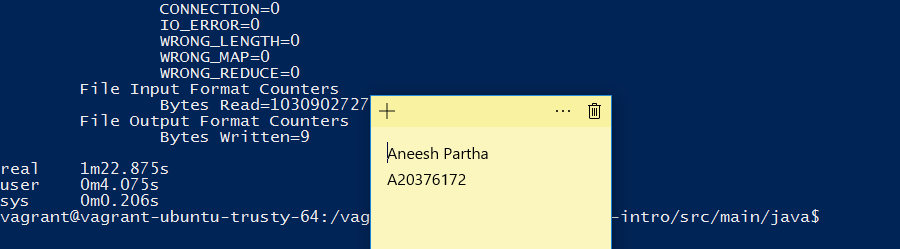 CONNECTION=0
IO_ERROR=0
WRONG_LENGTH=0
WRONG_MAP=0
WRONG_REDUCE=0
File Input Format Counters
Bytes Read=1030902727
File Output Format Counters
Bytes Written=9
real 1m22.875s
user 0m4.075s
sys 0m0.206s
vagrant@vagrant-ubuntu-trusty-64:/vag -intro/src/main/java$
Aneesh Partha
A20376172